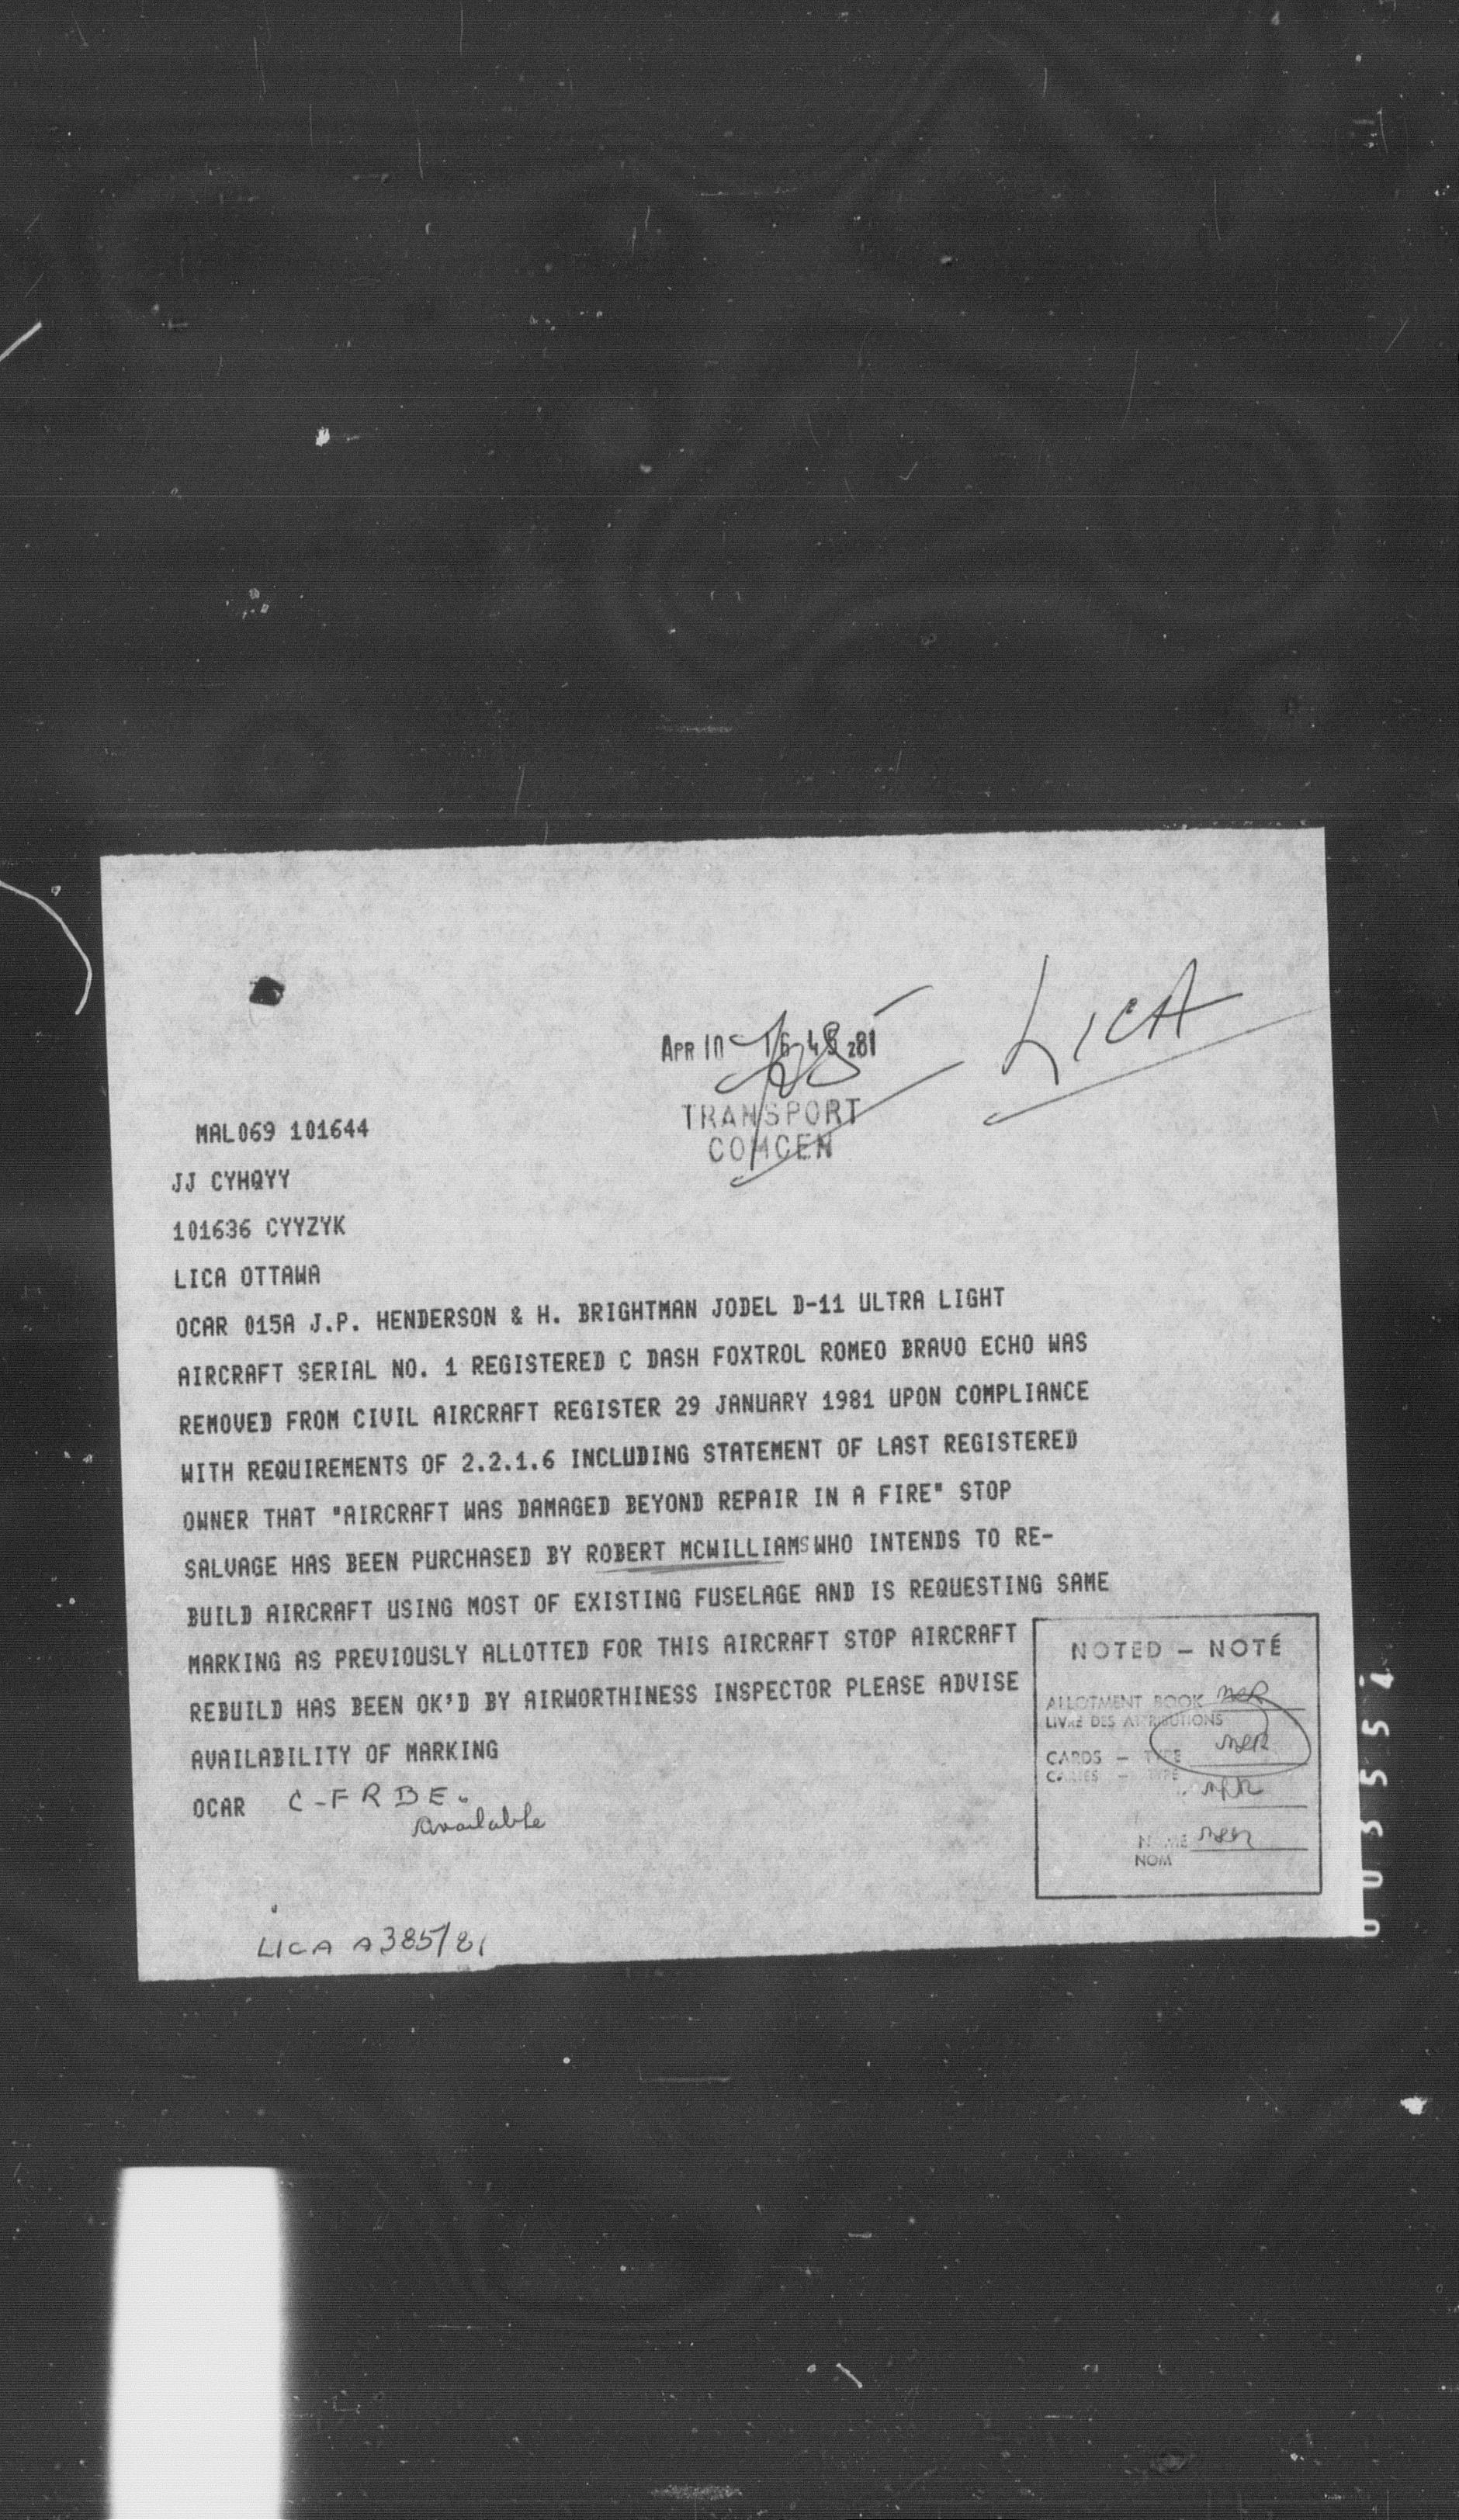 LICA
APR 10 16 45 Z81
TRANSPORT
COMCEN
MAL069 101644
JJ CYHQYY
101636 CYYZYK
LICA OTTAWA
OCAR 015A J.P. HENDERSON & H. BRIGHTMAN JODEL D-11 ULTRA LIGHT
AIRCRAFT SERIAL NO. 1 REGISTERED C DASH FOXTROL ROMEO BRAVO ECHO WAS
REMOVED FROM CIVIL AIRCRAFT REGISTER 29 JANUARY 1981 UPON COMPLIANCE
WITH REQUIREMENTS OF 2.2.1.6 INCLUDING STATEMENT OF LAST REGISTERED
OWNER THAT "AIRCRAFT WAS DAMAGED BEYOND REPAIR IN A FIRE" STOP
SALVAGE HAS BEEN PURCHASED BY ROBERT MCWILLIAMS WHO INTENDS TO RE-
BUILD AIRCRAFT USING MOST OF EXISTING FUSELAGE AND IS REQUESTING SAME
MARKING AS PREVIOUSLY ALLOTTED FOR THIS AIRCRAFT STOP AIRCRAFT
REBUILD HAS BEEN OK'D BY AIRWORTHINESS INSPECTOR PLEASE ADVISE
AVAILABILITY OF MARKING
OCAR C-FRBE.
Available
LICA A385/81
NOTED - NOTÉ
ALLOTMENT BOOK
LIVRE DES ATTRIBUTIONS
CARDS - TYPE
CARTES - TYPE
NAME
NOM
003554